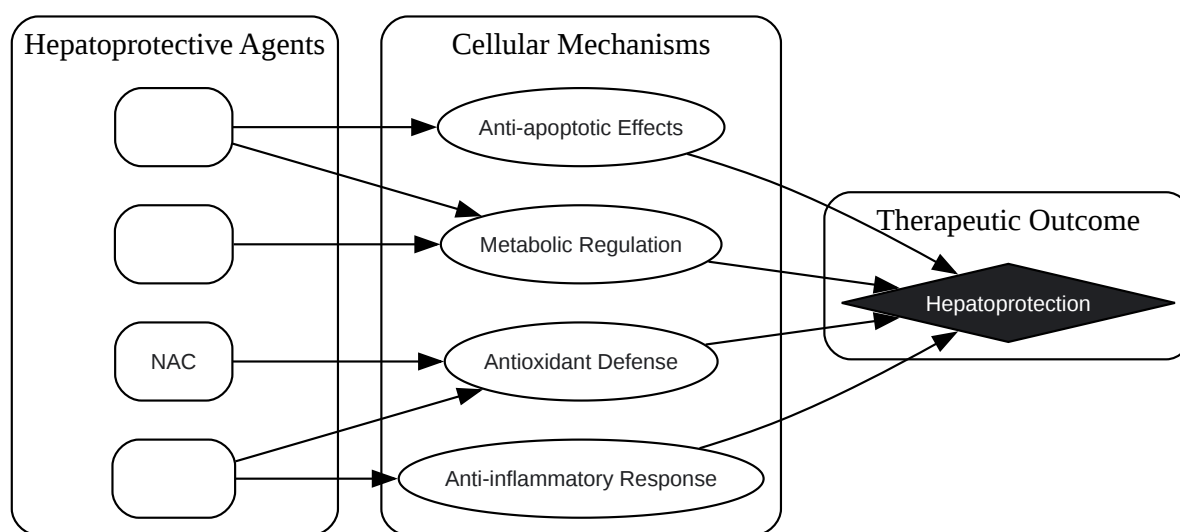 Hepatoprotective Agents
Cellular Mechanisms
Anti-apoptotic Effects
Metabolic Regulation
NAC
Antioxidant Defense
Anti-inflammatory Response
Therapeutic Outcome
Hepatoprotection